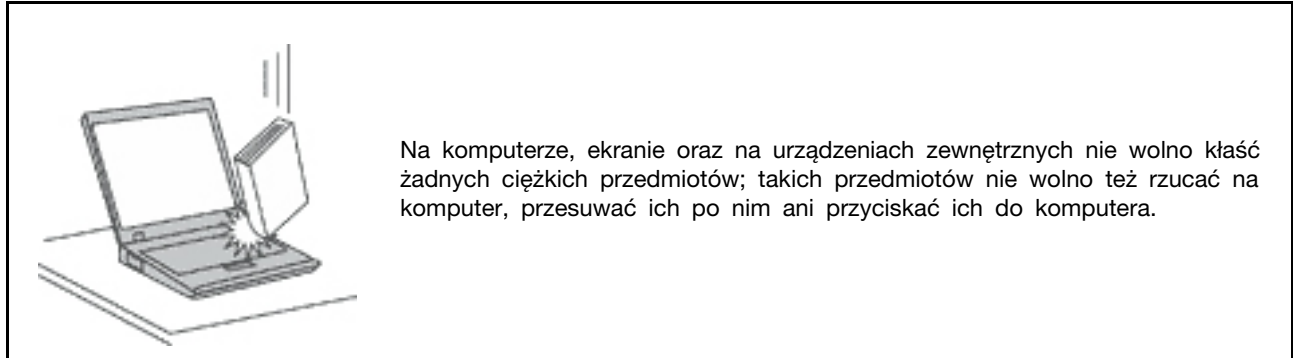 Na komputerze, ekranie oraz na urządzeniach zewnętrznych nie wolno kłaść
żadnych ciężkich przedmiotów; takich przedmiotów nie wolno też rzucać na
komputer, przesuwać ich po nim ani przyciskać ich do komputera.